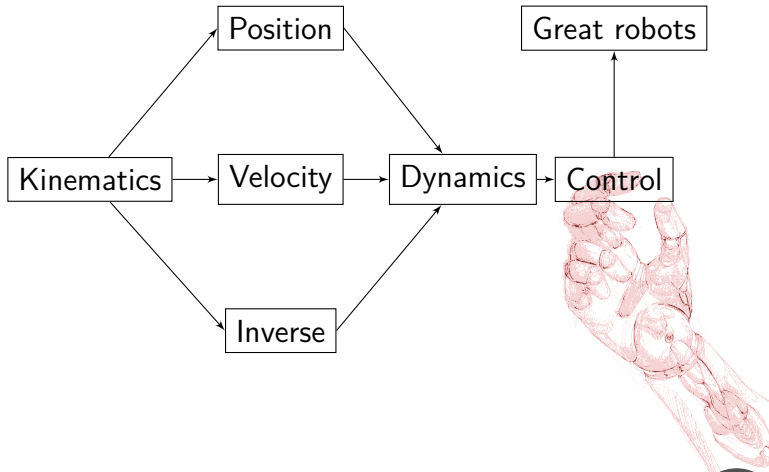 Position
Great robots
Kinematics
Velocity
Dynamics
Control
Inverse